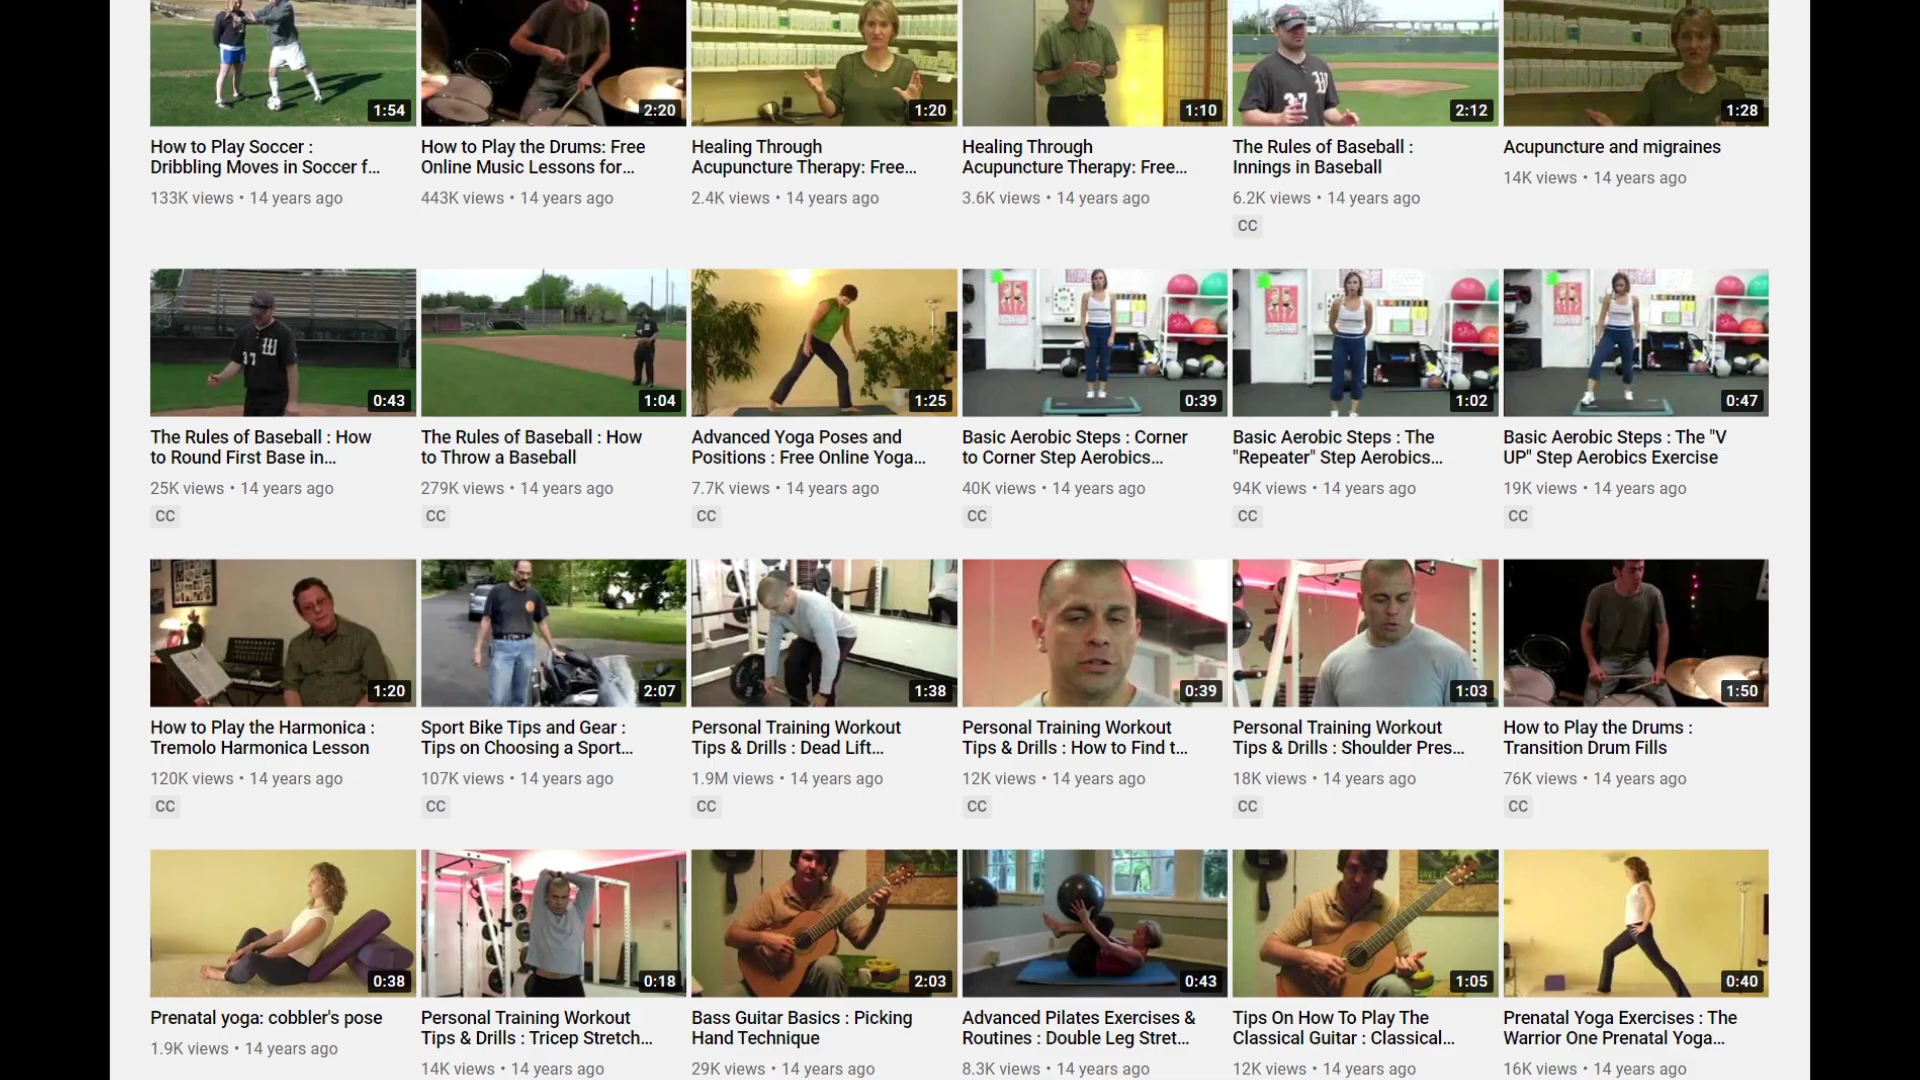 1:54
2:20
1:20
1:10
2:12
1:28
How to Play Soccer :
Dribbling Moves in Soccer f...
133K views • 14 years ago
How to Play the Drums: Free
Online Music Lessons for...
443K views • 14 years ago
Healing Through
Acupuncture Therapy: Free...
2.4K views • 14 years ago
Healing Through
Acupuncture Therapy: Free...
3.6K views • 14 years ago
The Rules of Baseball :
Innings in Baseball
6.2K views • 14 years ago
CC
Acupuncture and migraines
14K views • 14 years ago
37
0:43
1:04
1:25
0:39
1:02
0:47
The Rules of Baseball : How
to Round First Base in...
25K views • 14 years ago
CC
The Rules of Baseball : How
to Throw a Baseball
279K views • 14 years ago
CC
Advanced Yoga Poses and
Positions : Free Online Yoga...
7.7K views • 14 years ago
CC
Basic Aerobic Steps : Corner
to Corner Step Aerobics...
40K views • 14 years ago
CC
Basic Aerobic Steps : The
"Repeater" Step Aerobics...
94K views • 14 years ago
CC
Basic Aerobic Steps : The "V
UP" Step Aerobics Exercise
19K views • 14 years ago
CC
1:20
2:07
1:38
0:39
1:03
1:50
How to Play the Harmonica :
Tremolo Harmonica Lesson
120K views • 14 years ago
CC
Sport Bike Tips and Gear :
Tips on Choosing a Sport...
107K views • 14 years ago
CC
Personal Training Workout
Tips & Drills : Dead Lift...
1.9M views • 14 years ago
CC
Personal Training Workout
Tips & Drills : How to Find t...
12K views • 14 years ago
CC
Personal Training Workout
Tips & Drills : Shoulder Pres...
18K views • 14 years ago
CC
How to Play the Drums :
Transition Drum Fills
76K views • 14 years ago
CC
0:38
0:18
2:03
0:43
1:05
0:40
Prenatal yoga: cobbler's pose
1.9K views • 14 years ago
Personal Training Workout
Tips & Drills : Tricep Stretch...
14K views • 14 years ago
Bass Guitar Basics : Picking
Hand Technique
29K views • 14 years ago
Advanced Pilates Exercises &
Routines : Double Leg Stret...
8.3K views • 14 years ago
Tips On How To Play The
Classical Guitar : Classical...
12K views • 14 years ago
Prenatal Yoga Exercises : The
Warrior One Prenatal Yoga...
16K views • 14 years ago